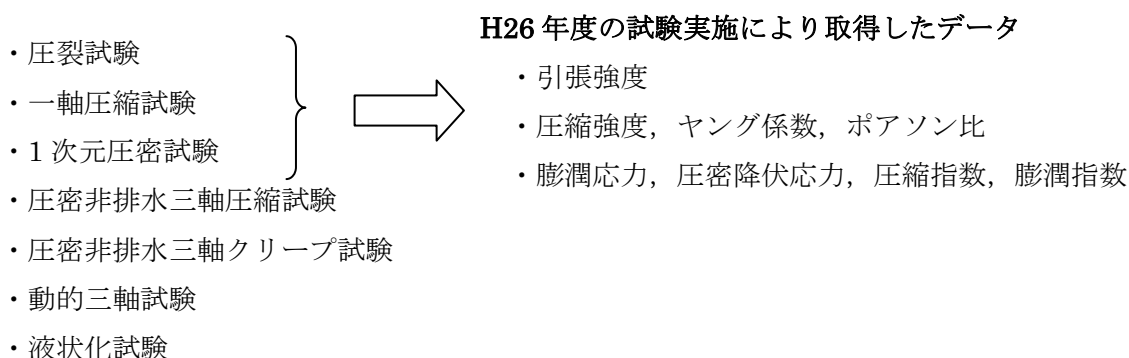 ・圧裂試験
・一軸圧縮試験
・1 次元圧密試験
・圧密非排水三軸圧縮試験
・圧密非排水三軸クリープ試験
・動的三軸試験
・液状化試験
H26 年度の試験実施により取得したデータ
・引張強度
・圧縮強度，ヤング係数，ポアソン比
・膨潤応力，圧密降伏応力，圧縮指数，膨潤指数